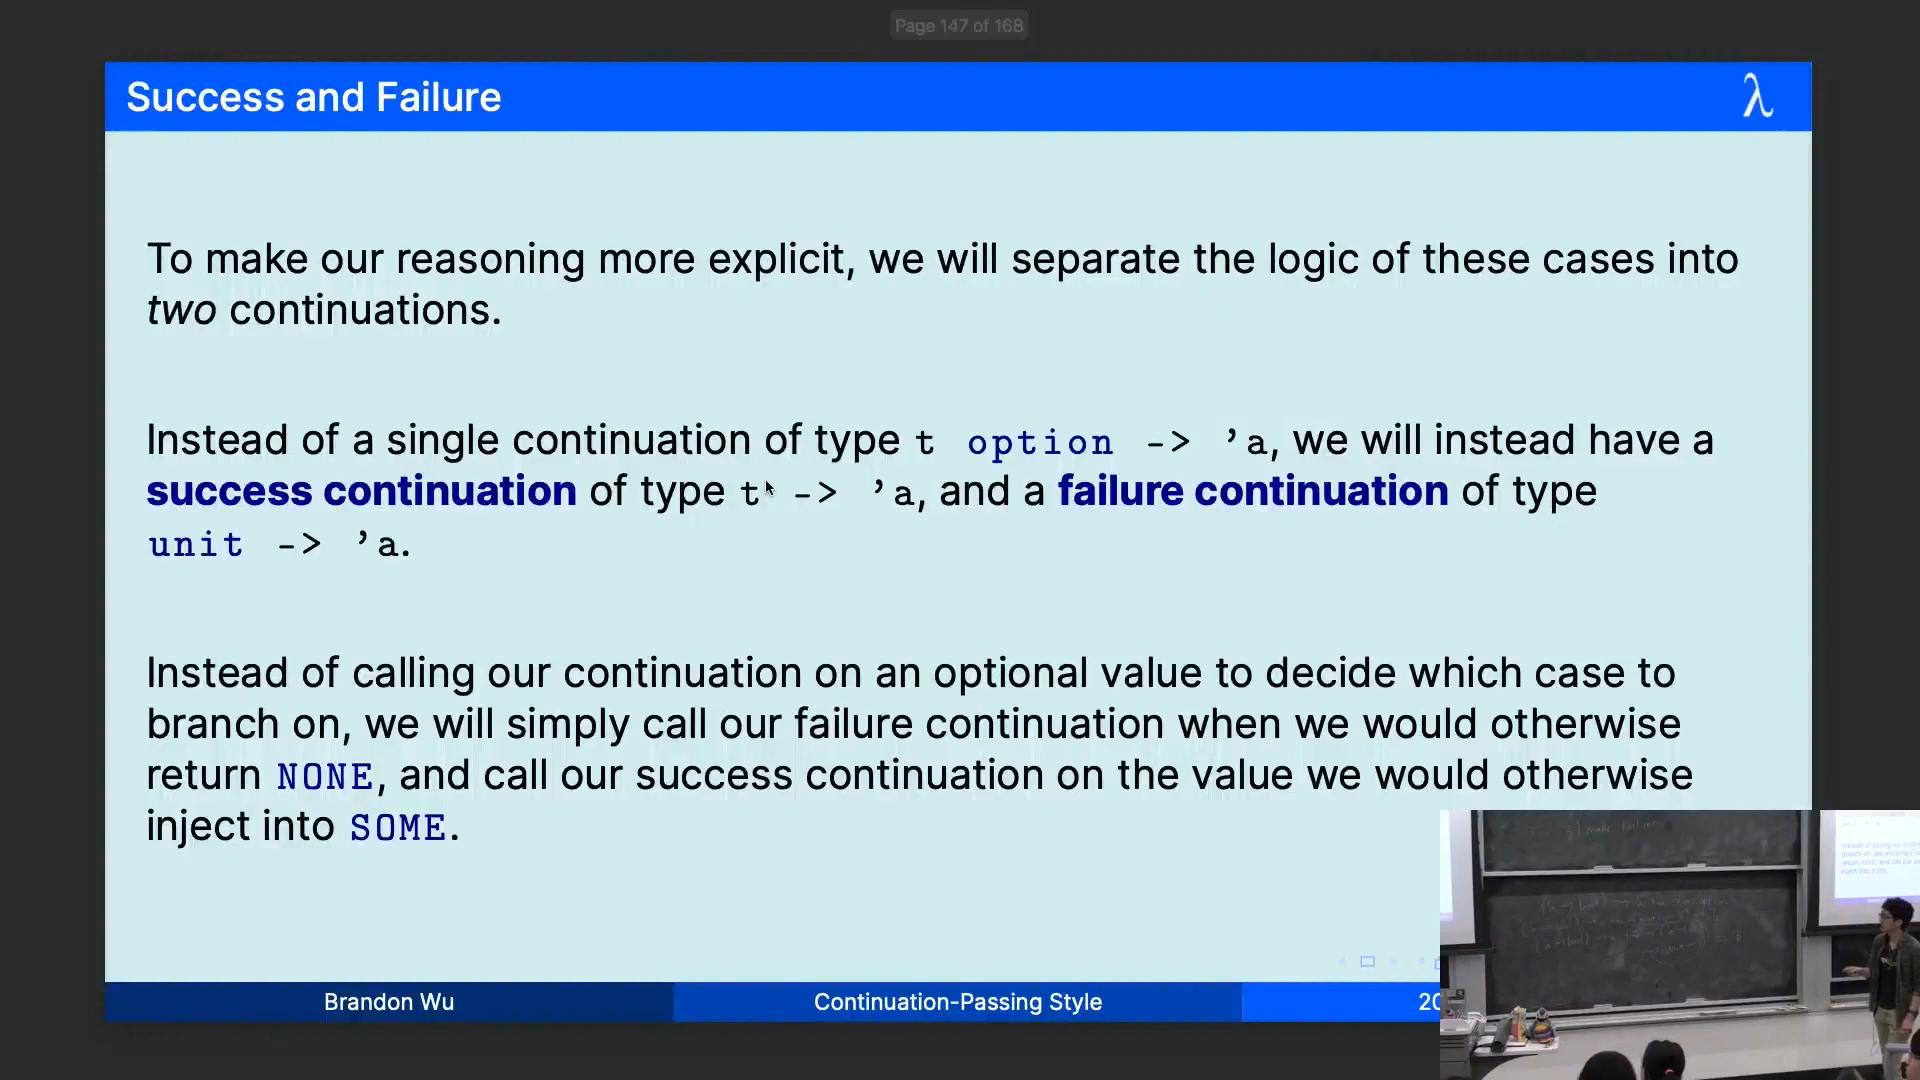 Page 147 of 168
Success and Failure
λ
To make our reasoning more explicit, we will separate the logic of these cases into
two continuations.
Instead of a single continuation of type t option -> 'a, we will instead have a
success continuation of type t -> 'a, and a failure continuation of type
unit -> 'a.
Instead of calling our continuation on an optional value to decide which case to
branch on, we will simply call our failure continuation when we would otherwise
return NONE, and call our success continuation on the value we would otherwise
inject into SOME.
Brandon Wu
Continuation-Passing Style
20